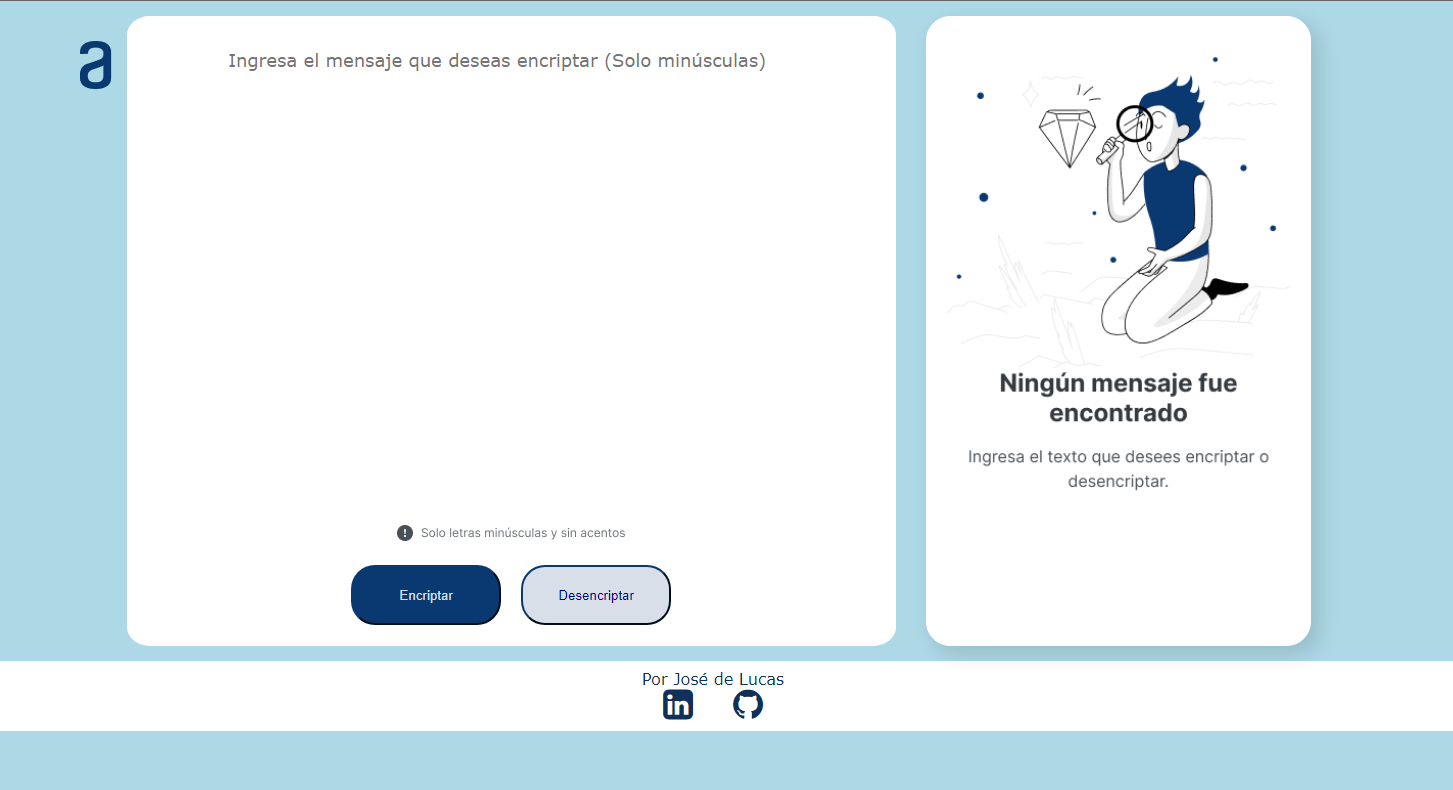 a
Ingresa el mensaje que deseas encriptar (Solo minúsculas)
Ningún mensaje fue
encontrado
Ingresa el texto que desees encriptar o
desencriptar.
! Solo letras minúsculas y sin acentos
Encriptar
Desencriptar
Por José de Lucas
in